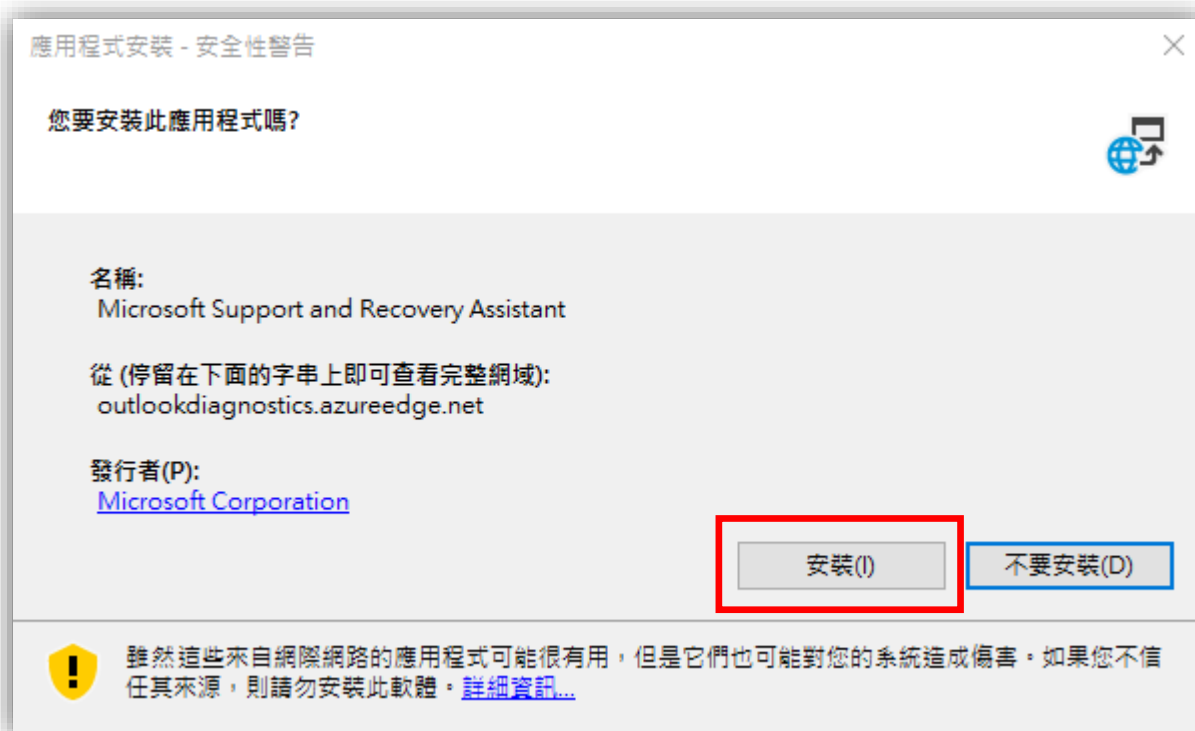 應用程式安裝 - 安全性警告
您要安裝此應用程式嗎?
名稱:
Microsoft Support and Recovery Assistant
從 (停留在下面的字串上即可查看完整網域):
outlookdiagnostics.azureedge.net
發行者(P):
Microsoft Corporation
安裝(I)
不要安裝(D)
雖然這些來自網際網路的應用程式可能很有用，但是它們也可能對您的系統造成傷害。如果您不信
任其來源，則請勿安裝此軟體。詳細資訊...